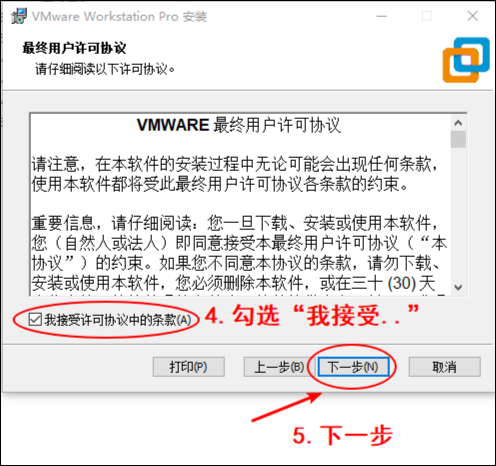 VMware Workstation Pro 安装
最终用户许可协议
请仔细阅读以下许可协议。
VMWARE 最终用户许可协议
请注意，在本软件的安装过程中无论可能会出现任何条款，
使用本软件都将受此最终用户许可协议各条款的约束。
重要信息，请仔细阅读：您一旦下载、安装或使用本软件，
您（自然人或法人）即同意接受本最终用户许可协议（“本
协议”）的约束。如果您不同意本协议的条款，请勿下载、
安装或使用本软件，您必须删除本软件，或在三十 (30) 天
我接受许可协议中的条款(A)
4. 勾选“我接受..”
打印(P)
上一步(B)
下一步(N)
取消
5. 下一步